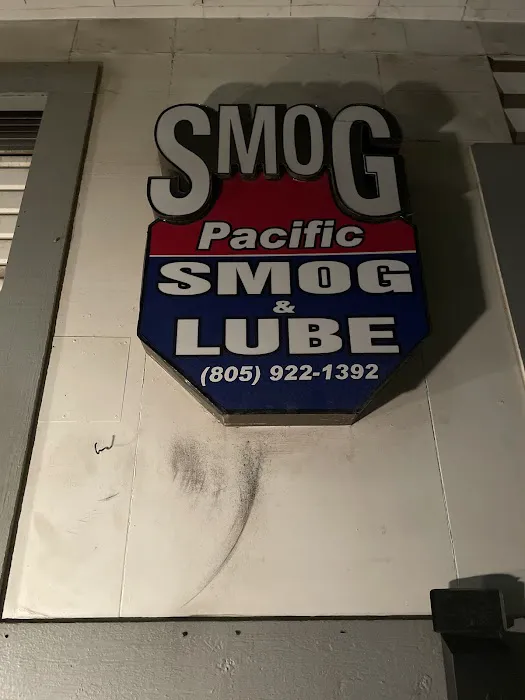 SMOG
Pacific
SMOG
&
LUBE
(805) 922-1392